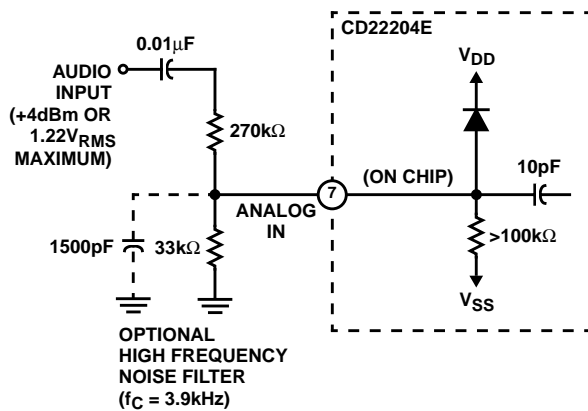 CD22204E
0.01μF
AUDIO
INPUT
(+4dBm OR
1.22VRMS
MAXIMUM)
270kΩ
VDD
(ON CHIP)
10pF
7
ANALOG
IN
1500pF
33kΩ
>100kΩ
VSS
OPTIONAL
HIGH FREQUENCY
NOISE FILTER
(fC = 3.9kHz)